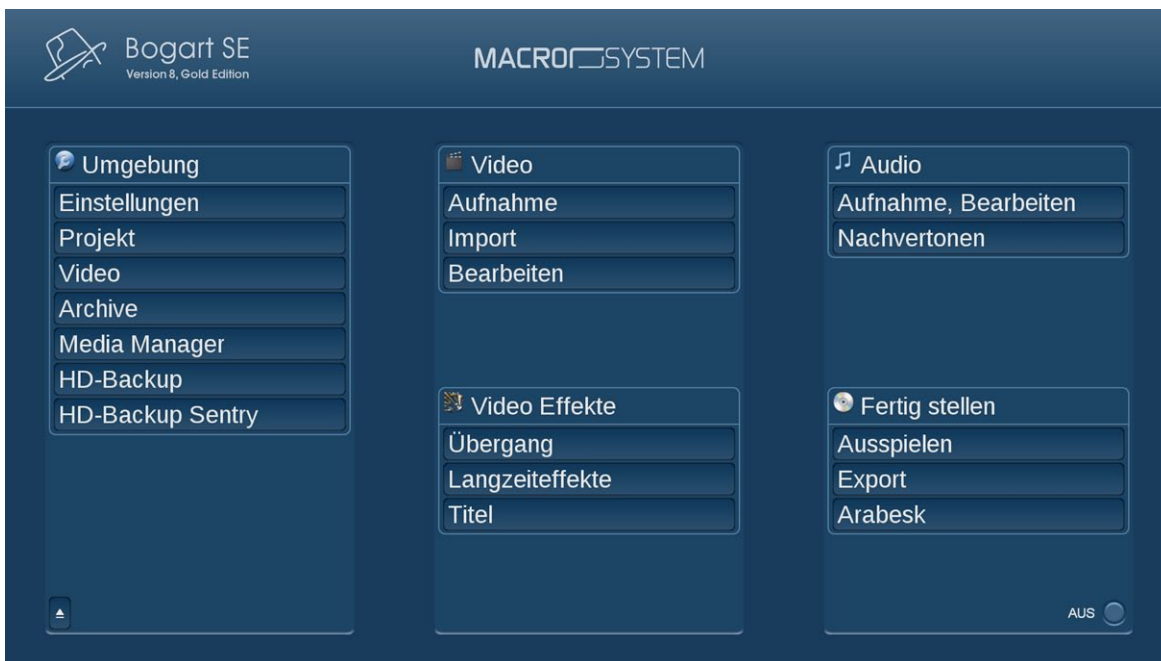 Bogart SE
Version 8, Gold Edition
MACROSYSTEM
Umgebung
Einstellungen
Projekt
Video
Archive
Media Manager
HD-Backup
HD-Backup Sentry
Video
Aufnahme
Import
Bearbeiten
Video Effekte
Übergang
Langzeiteffekte
Titel
Audio
Aufnahme, Bearbeiten
Nachvertonen
Fertig stellen
Ausspielen
Export
Arabesk
AUS